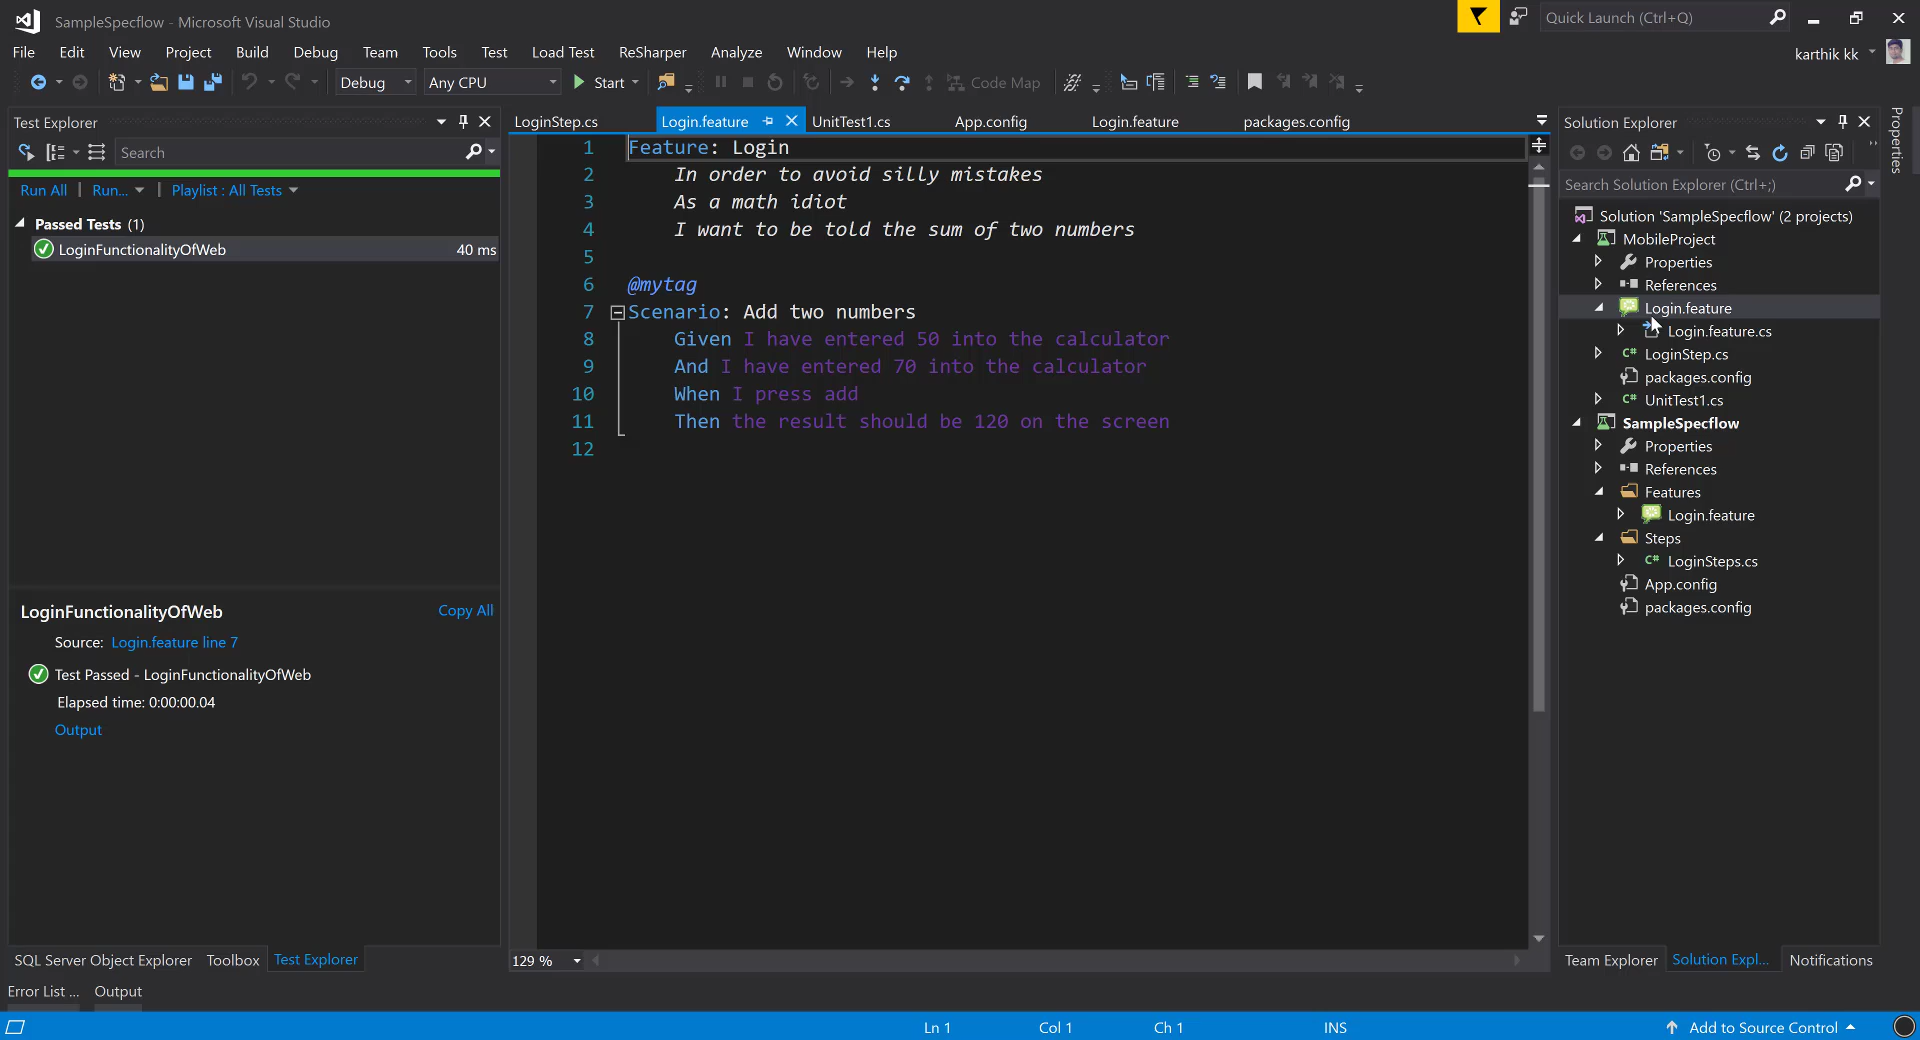 SampleSpecflow - Microsoft Visual Studio
Quick Launch (Ctrl+Q)
File Edit View Project Build Debug Team Tools Test Load Test ReSharper Analyze Window Help
karthik kk
Debug Any CPU Start Code Map
Test Explorer
Search
Run All | Run... | Playlist : All Tests
Passed Tests (1)
LoginFunctionalityOfWeb 40 ms
LoginFunctionalityOfWeb Copy All
Source: Login.feature line 7
Test Passed - LoginFunctionalityOfWeb
Elapsed time: 0:00:00.04
Output
SQL Server Object Explorer Toolbox Test Explorer
LoginStep.cs Login.feature UnitTest1.cs App.config Login.feature packages.config
1 Feature: Login
2 In order to avoid silly mistakes
3 As a math idiot
4 I want to be told the sum of two numbers
5
6 @mytag
7 Scenario: Add two numbers
8 Given I have entered 50 into the calculator
9 And I have entered 70 into the calculator
10 When I press add
11 Then the result should be 120 on the screen
12
129 %
Solution Explorer
Search Solution Explorer (Ctrl+;)
Solution 'SampleSpecflow' (2 projects)
MobileProject
Properties
References
Login.feature
Login.feature.cs
C# LoginStep.cs
packages.config
C# UnitTest1.cs
SampleSpecflow
Properties
References
Features
Login.feature
Steps
C# LoginSteps.cs
App.config
packages.config
Team Explorer Solution Expl... Notifications
Properties
Error List ... Output
Ln 1 Col 1 Ch 1 INS Add to Source Control